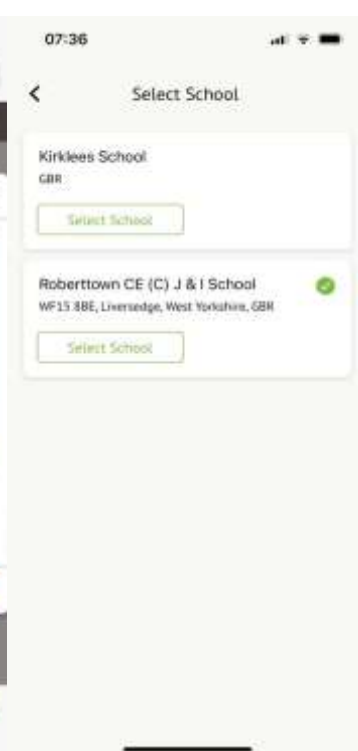 07:36
Select School
Kirklees School
GBR
Select School
Roberttown CE (C) J & I School
WF15 8BE, Liversedge, West Yorkshire, GBR
Select School